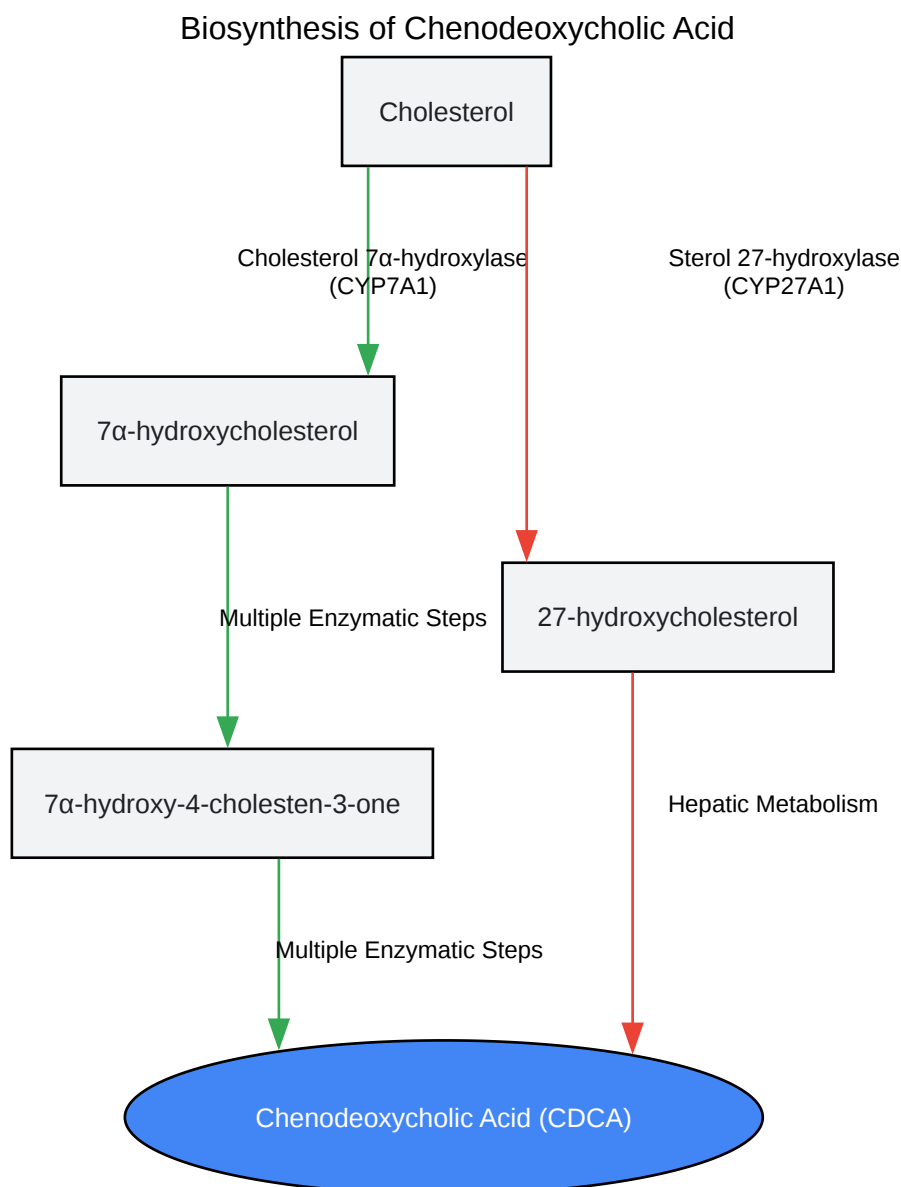 Biosynthesis of Chenodeoxycholic Acid
Cholesterol
Cholesterol 7α-hydroxylase
(CYP7A1)
Sterol 27-hydroxylase
(CYP27A1)
7α-hydroxycholesterol
Multiple Enzymatic Steps
27-hydroxycholesterol
7α-hydroxy-4-cholesten-3-one
Hepatic Metabolism
Multiple Enzymatic Steps
Chenodeoxycholic Acid (CDCA)